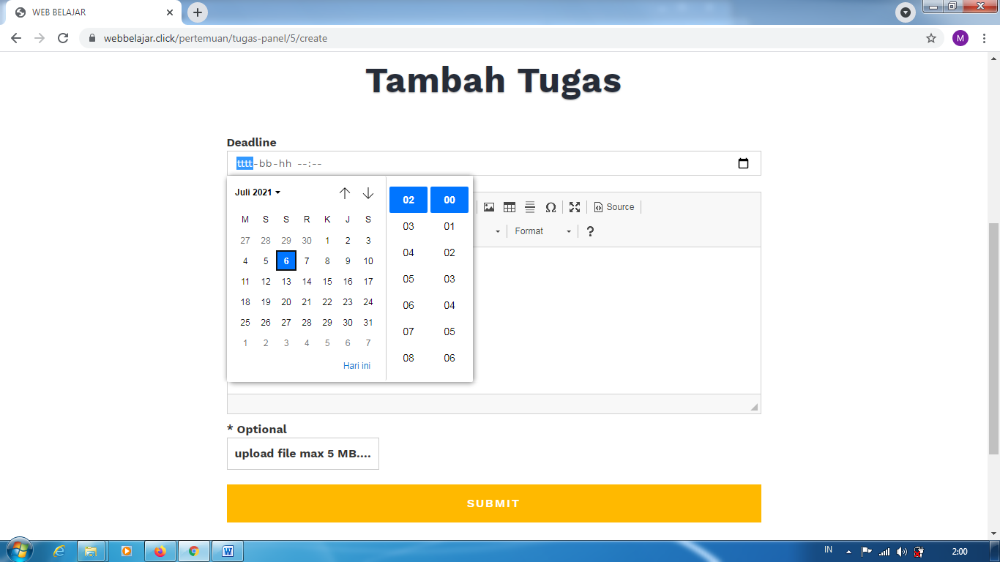 WEB BELAJAR
webbelajar.click/pertemuan/tugas-panel/5/create
M
Tambah Tugas
Deadline
tttt-bb-hh --:--
Juli 2021
M S S R K J S
27 28 29 30 1 2 3
4 5 6 7 8 9 10
11 12 13 14 15 16 17
18 19 20 21 22 23 24
25 26 27 28 29 30 31
1 2 3 4 5 6 7
Hari ini
02 00
03 01
04 02
05 03
06 04
07 05
08 06
Ω Source
Format ?
* Optional
upload file max 5 MB....
SUBMIT
IN
2:00